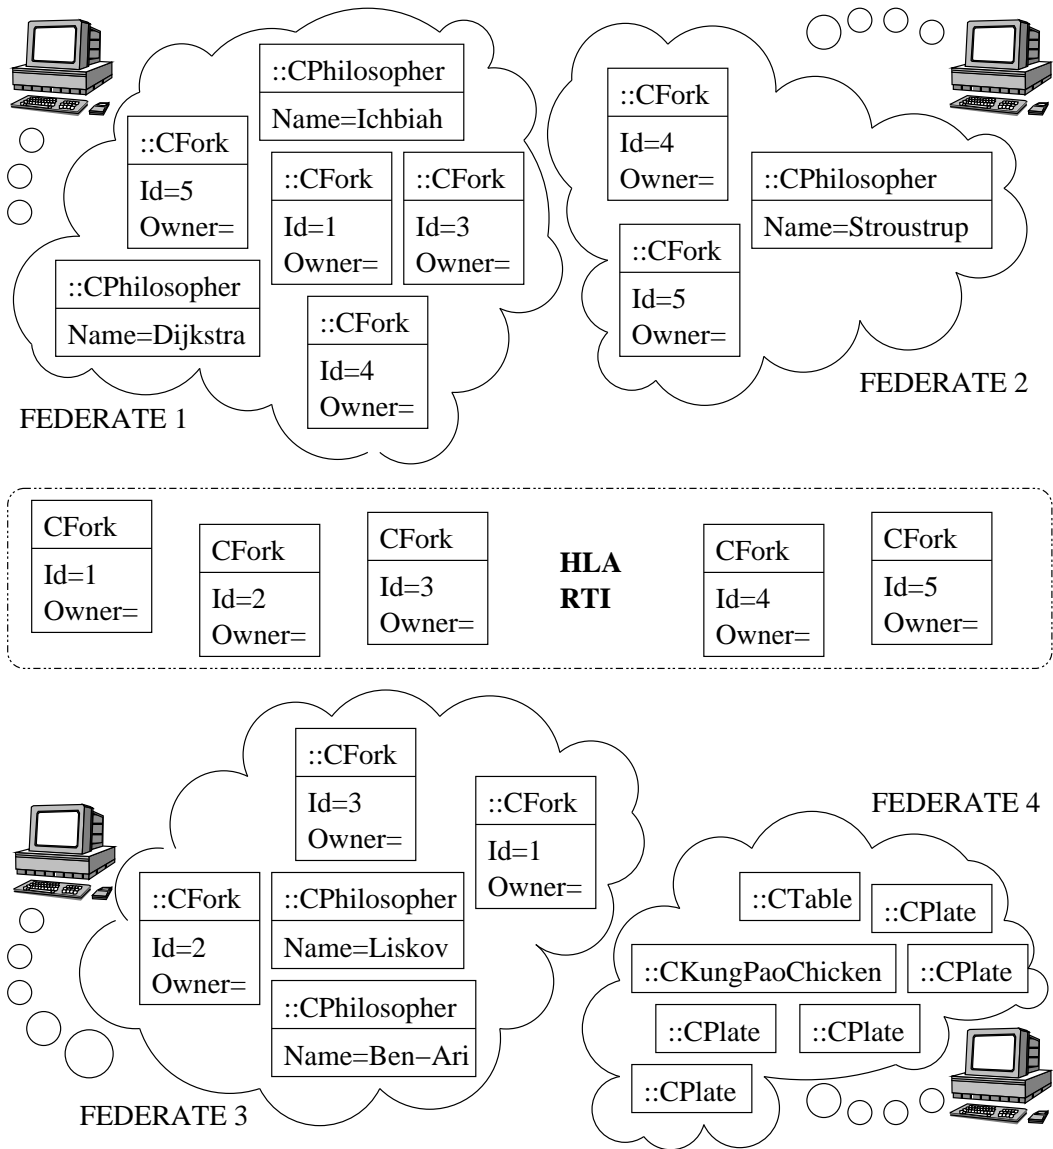 ::CPhilosopher
Name=Ichbiah
::CFork
Id=5
Owner=
::CFork
Id=1
Owner=
::CFork
Id=3
Owner=
::CPhilosopher
Name=Dijkstra
::CFork
Id=4
Owner=
FEDERATE 1
::CFork
Id=4
Owner=
::CPhilosopher
Name=Stroustrup
::CFork
Id=5
Owner=
FEDERATE 2
CFork
Id=1
Owner=
CFork
Id=2
Owner=
CFork
Id=3
Owner=
HLA
RTI
CFork
Id=4
Owner=
CFork
Id=5
Owner=
::CFork
Id=3
Owner=
::CFork
Id=1
Owner=
::CFork
Id=2
Owner=
::CPhilosopher
Name=Liskov
::CPhilosopher
Name=Ben−Ari
FEDERATE 3
FEDERATE 4
::CTable
::CPlate
::CKungPaoChicken
::CPlate
::CPlate
::CPlate
::CPlate